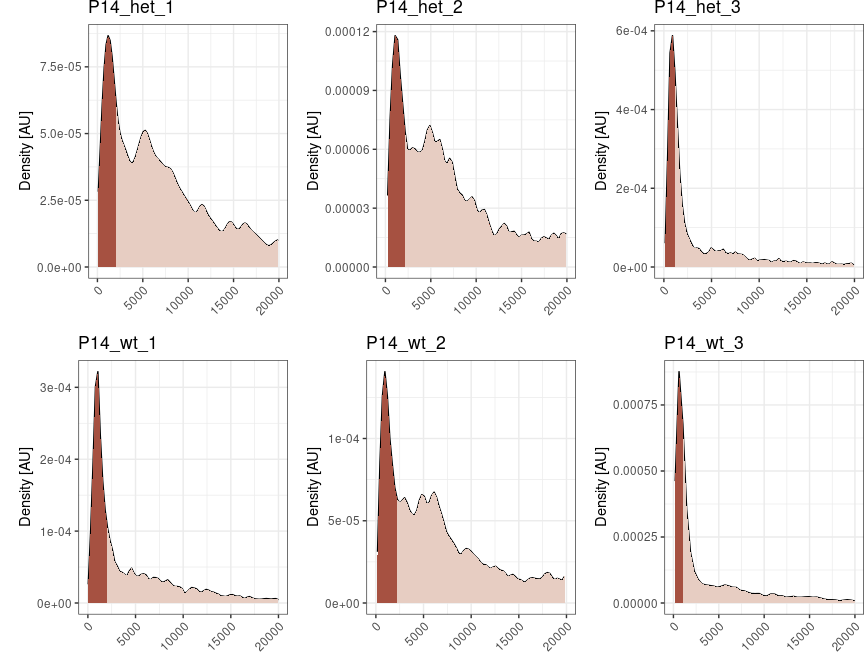 P14_het_1
P14_het_2
P14_het_3
Density [AU]
7.5e-05
5.0e-05
2.5e-05
0.0e+00
0
5000
10000
15000
20000
Density [AU]
0.00012
0.00009
0.00006
0.00003
0.00000
0
5000
10000
15000
20000
Density [AU]
6e-04
4e-04
2e-04
0e+00
0
5000
10000
15000
20000
P14_wt_1
P14_wt_2
P14_wt_3
Density [AU]
3e-04
2e-04
1e-04
0e+00
0
5000
10000
15000
20000
Density [AU]
1e-04
5e-05
0e+00
0
5000
10000
15000
20000
Density [AU]
0.00075
0.00050
0.00025
0.00000
0
5000
10000
15000
20000